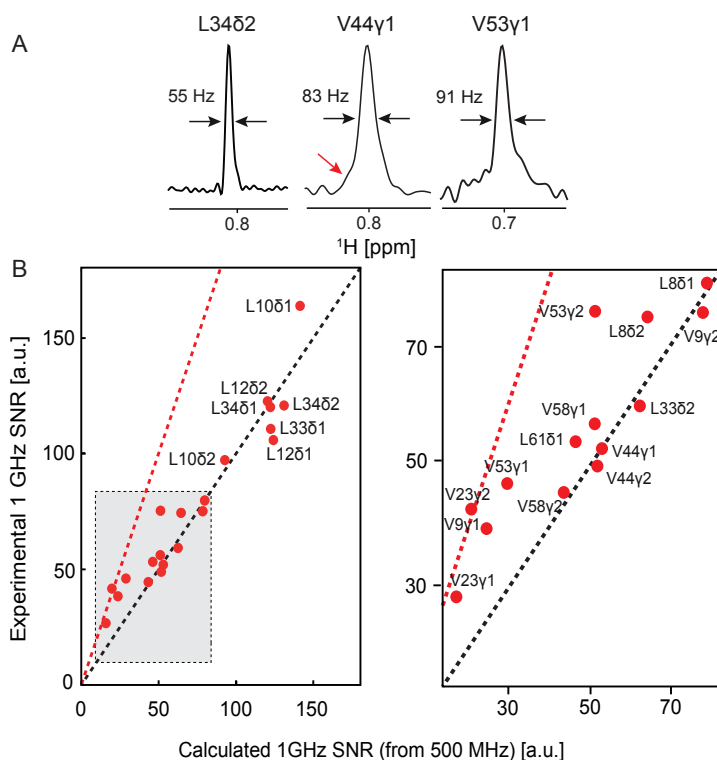 A
L34δ2 V44γ1 V53γ1
55 Hz 83 Hz 91 Hz
0.8 0.8 0.7
¹H [ppm]
B
Experimental 1 GHz SNR [a.u.]
150
100
50
0
0 50 100 150
L10δ1
L12δ2
L34δ1 L34δ2
L33δ1
L10δ2 L12δ1
70
50
30
30 50 70
L8δ1
V53γ2
L8δ2 V9γ2
V58γ1 L33δ2
L61δ1 V44γ1
V53γ1 V44γ2
V23γ2 V58γ2
V9γ1
V23γ1
Calculated 1GHz SNR (from 500 MHz) [a.u.]